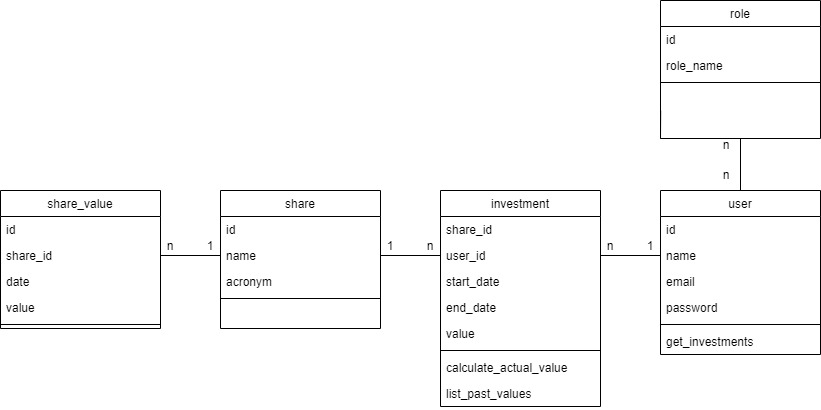 role
id
role_name
n
n
share_value
id
share_id
date
value
n
1
share
id
name
acronym
1
n
investment
share_id
user_id
start_date
end_date
value
calculate_actual_value
list_past_values
n
1
user
id
name
email
password
get_investments